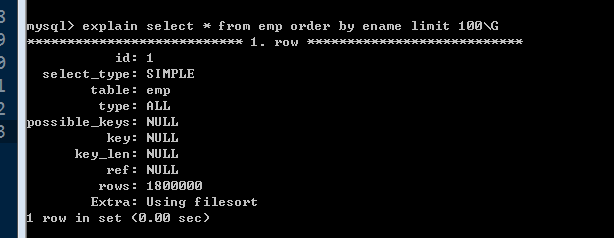 mysql> explain select * from emp order by ename limit 100\G
*************************** 1. row ***************************
id: 1
select_type: SIMPLE
table: emp
type: ALL
possible_keys: NULL
key: NULL
key_len: NULL
ref: NULL
rows: 1800000
Extra: Using filesort
1 row in set (0.00 sec)